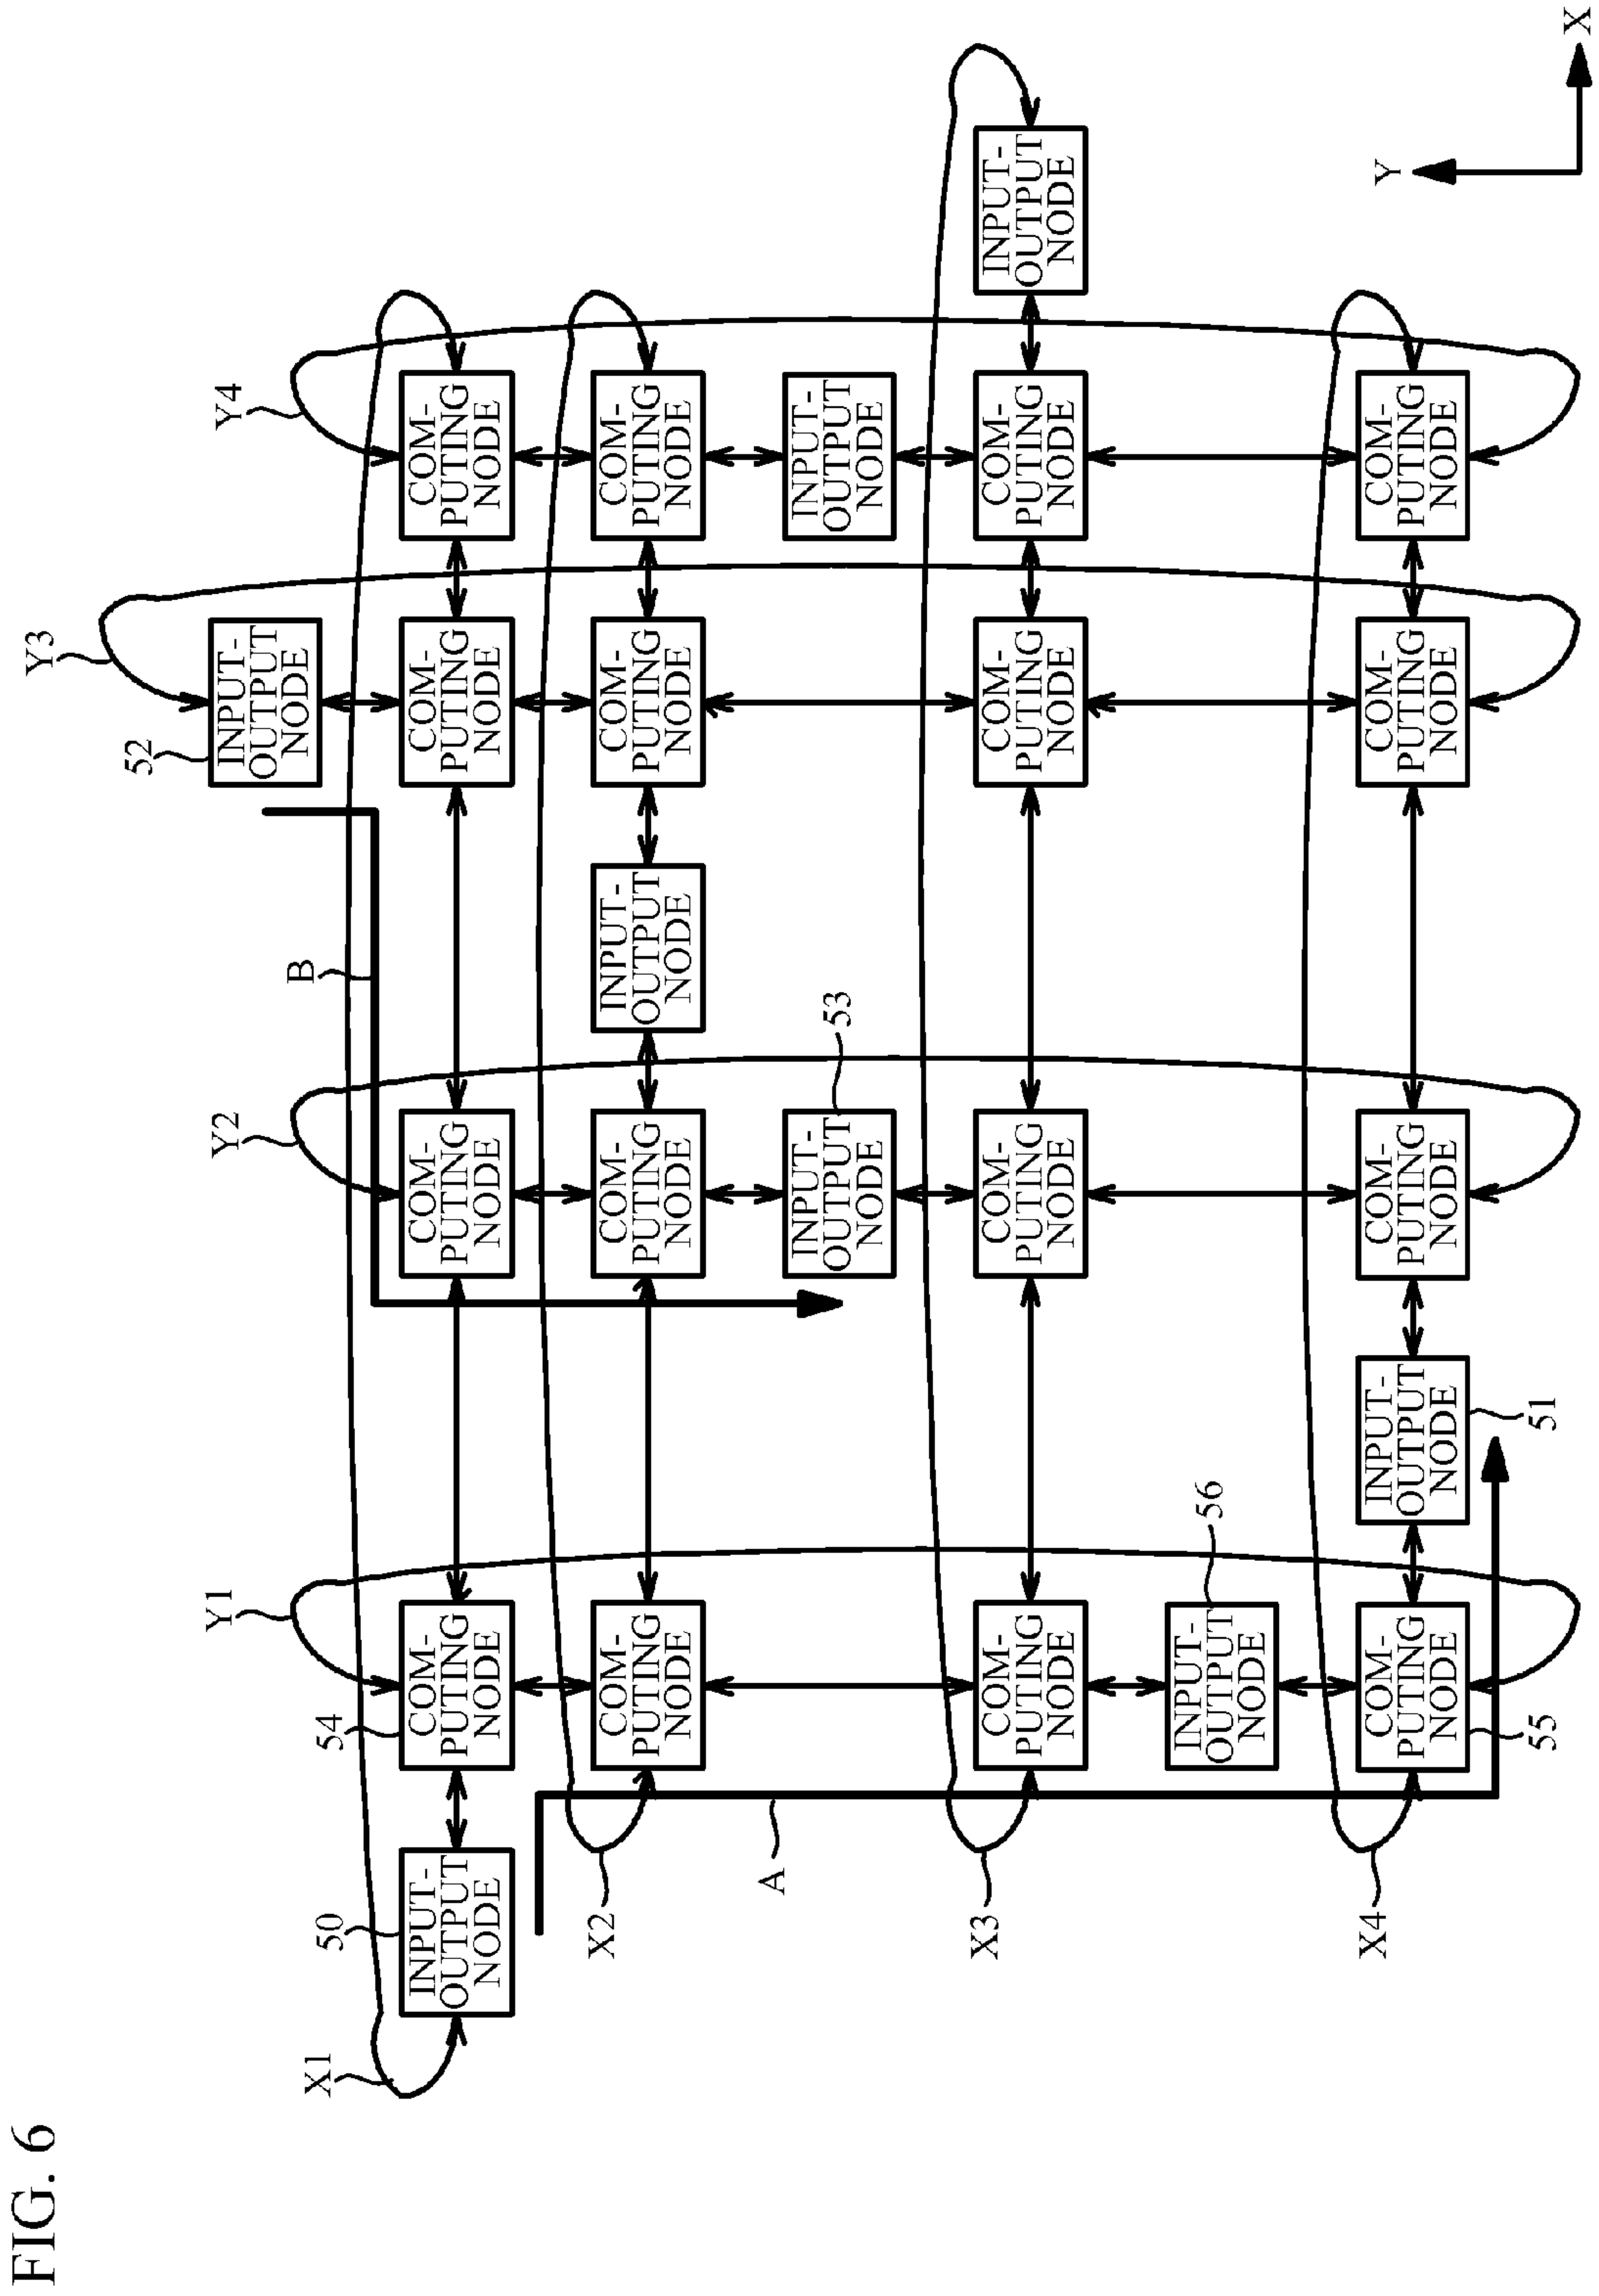 FIG. 6
Y3
52
INPUT-
OUTPUT
NODE
Y1
Y2
Y4
X1
50
54
B
INPUT-
OUTPUT
NODE
COM-
PUTING
NODE
COM-
PUTING
NODE
COM-
PUTING
NODE
COM-
PUTING
NODE
X2
COM-
PUTING
NODE
COM-
PUTING
NODE
INPUT-
OUTPUT
NODE
COM-
PUTING
NODE
COM-
PUTING
NODE
A
INPUT-
OUTPUT
NODE
53
INPUT-
OUTPUT
NODE
X3
COM-
PUTING
NODE
COM-
PUTING
NODE
COM-
PUTING
NODE
COM-
PUTING
NODE
INPUT-
OUTPUT
NODE
INPUT-
OUTPUT
NODE
56
X4
COM-
PUTING
NODE
INPUT-
OUTPUT
NODE
COM-
PUTING
NODE
COM-
PUTING
NODE
COM-
PUTING
NODE
Y
55
51
X